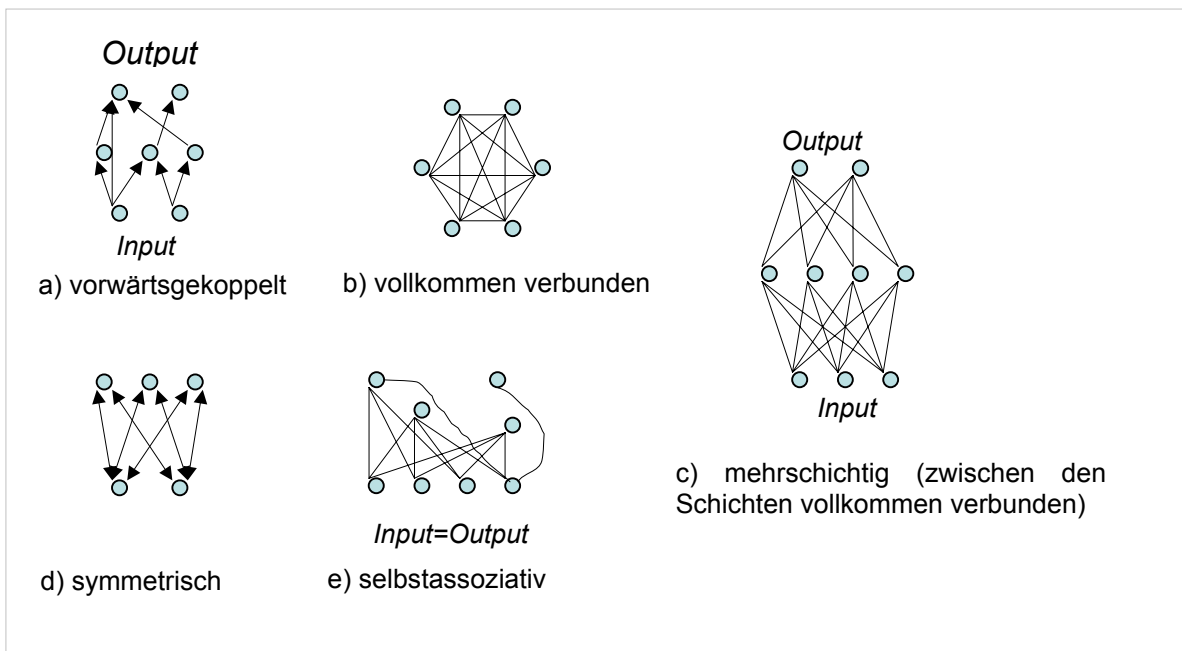 Output
Input
a) vorwärtsgekoppelt
b) vollkommen verbunden
Output
Input
c) mehrschichtig (zwischen den
Schichten vollkommen verbunden)
d) symmetrisch
Input=Output
e) selbstassoziativ